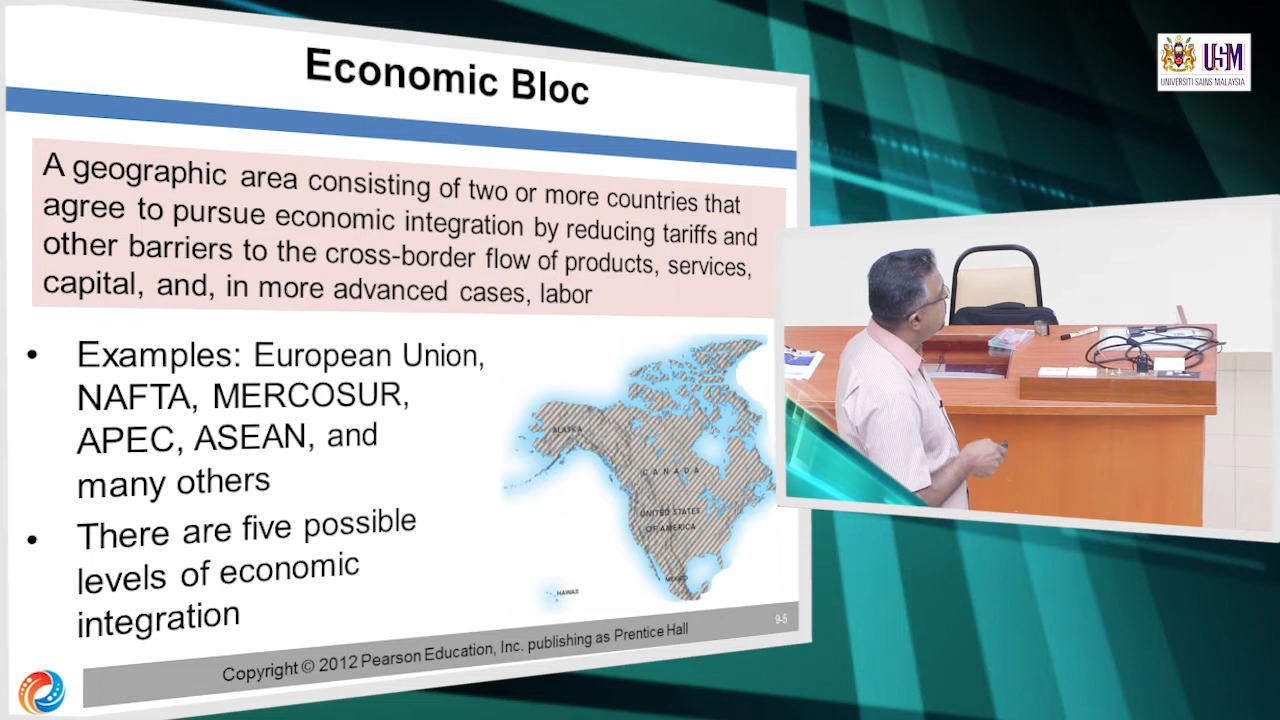 Economic Bloc
A geographic area consisting of two or more countries that
agree to pursue economic integration by reducing tariffs and
other barriers to the cross-border flow of products, services,
capital, and, in more advanced cases, labor
• Examples: European Union,
NAFTA, MERCOSUR,
APEC, ASEAN, and
many others
• There are five possible
levels of economic
integration
ALASKA
CANADA
UNITED STATES
OF AMERICA
MEXICO
HAWAII
Copyright © 2012 Pearson Education, Inc. publishing as Prentice Hall
9-5
USM
UNIVERSITI SAINS MALAYSIA